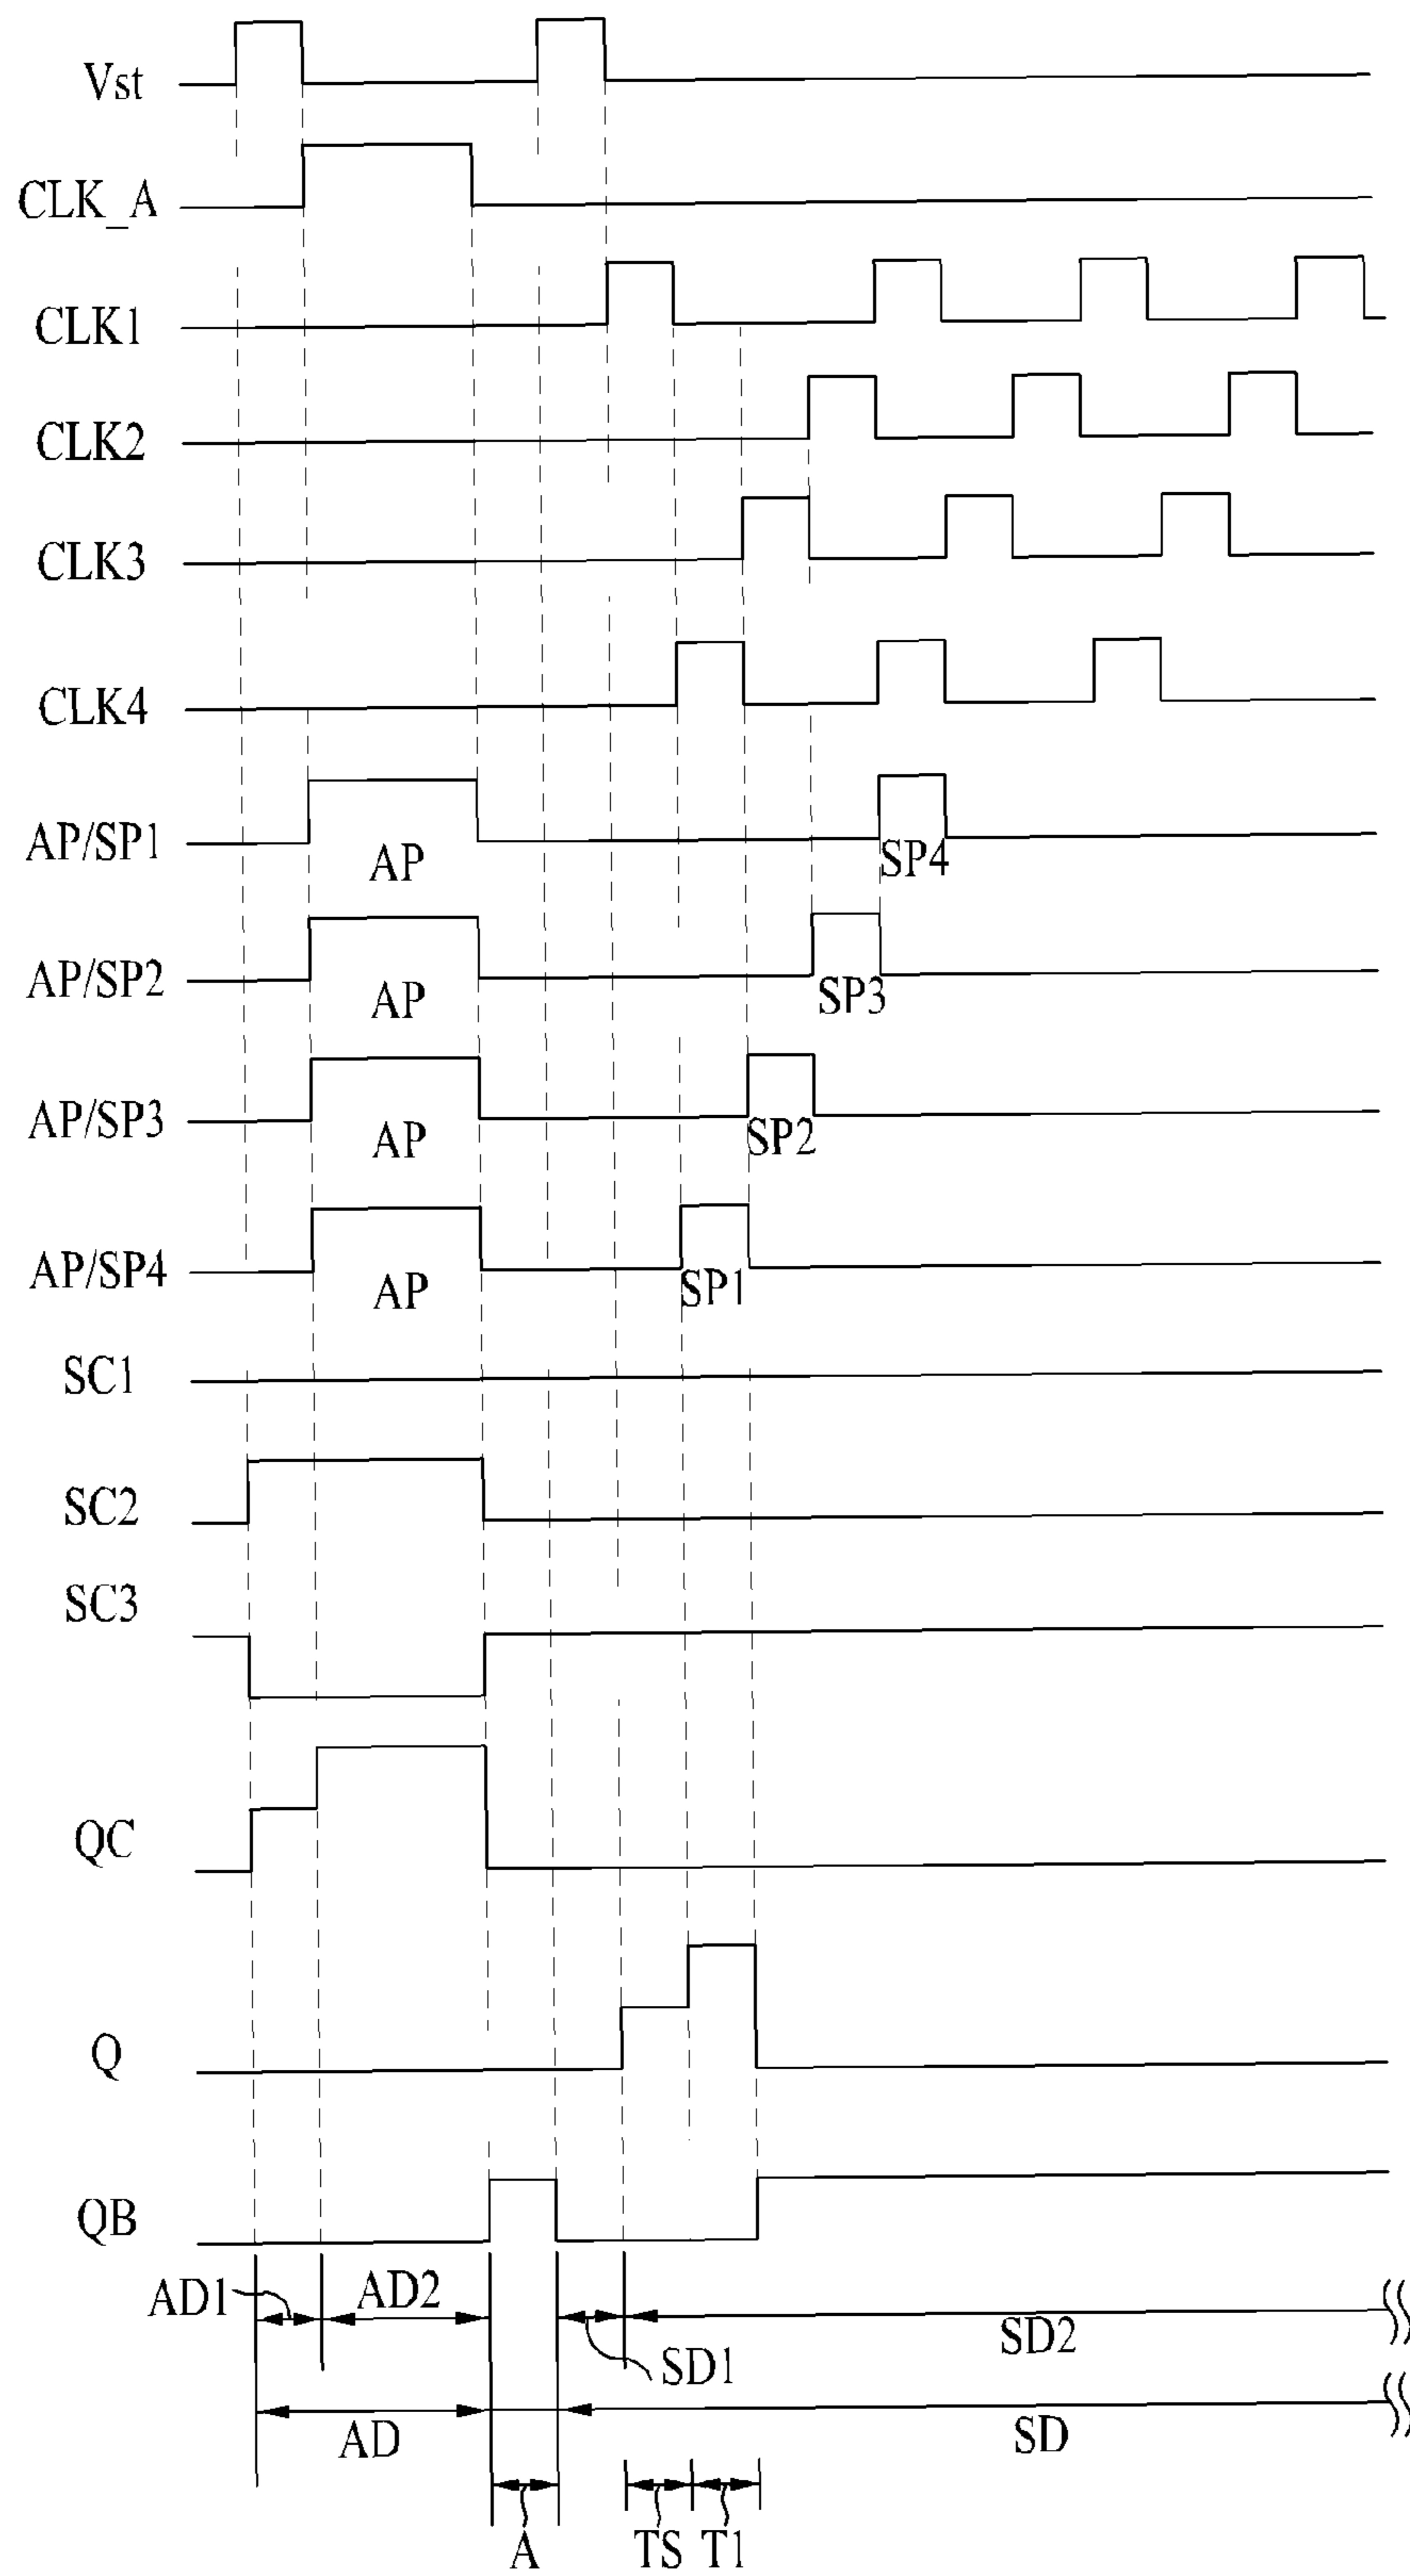 Vst
CLK_A
CLK1
CLK2
CLK3
CLK4
AP/SP1
AP
SP4
AP/SP2
AP
SP3
AP/SP3
AP
SP2
AP/SP4
AP
SP1
SC1
SC2
SC3
QC
Q
QB
AD1
AD2
SD1
SD2
AD
SD
A
TS
T1